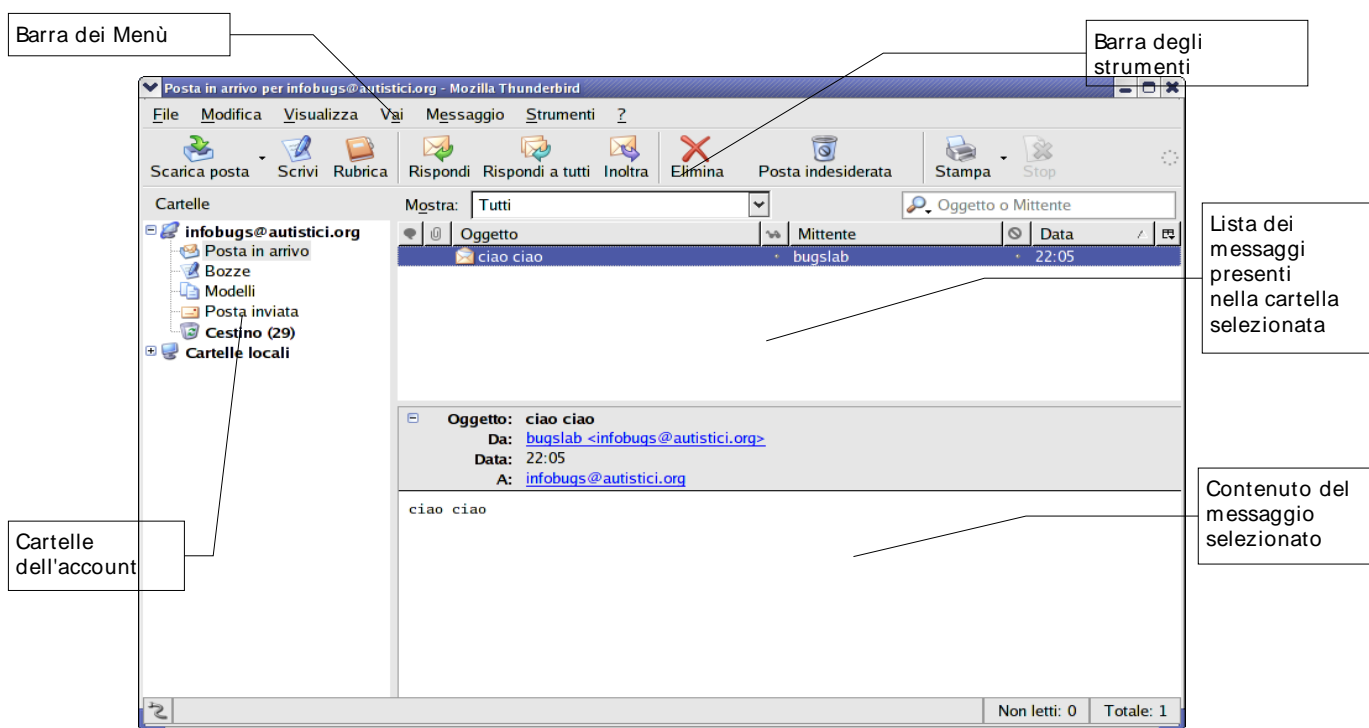 Barra dei Menù
Barra degli
strumenti
Posta in arrivo per infobugs@autistici.org - Mozilla Thunderbird
File Modifica Visualizza Vai Messaggio Strumenti ?
Scarica posta Scrivi Rubrica Rispondi Rispondi a tutti Inoltra Elimina Posta indesiderata Stampa Stop
Cartelle
Mostra: Tutti
Oggetto o Mittente
infobugs@autistici.org
Posta in arrivo
Bozze
Modelli
Posta inviata
Cestino (29)
Cartelle locali
Oggetto Mittente Data
ciao ciao bugslab 22:05
Lista dei
messaggi
presenti
nella cartella
selezionata
Oggetto: ciao ciao
Da: bugslab <infobugs@autistici.org>
Data: 22:05
A: infobugs@autistici.org
ciao ciao
Contenuto del
messaggio
selezionato
Cartelle
dell'account
Non letti: 0 Totale: 1